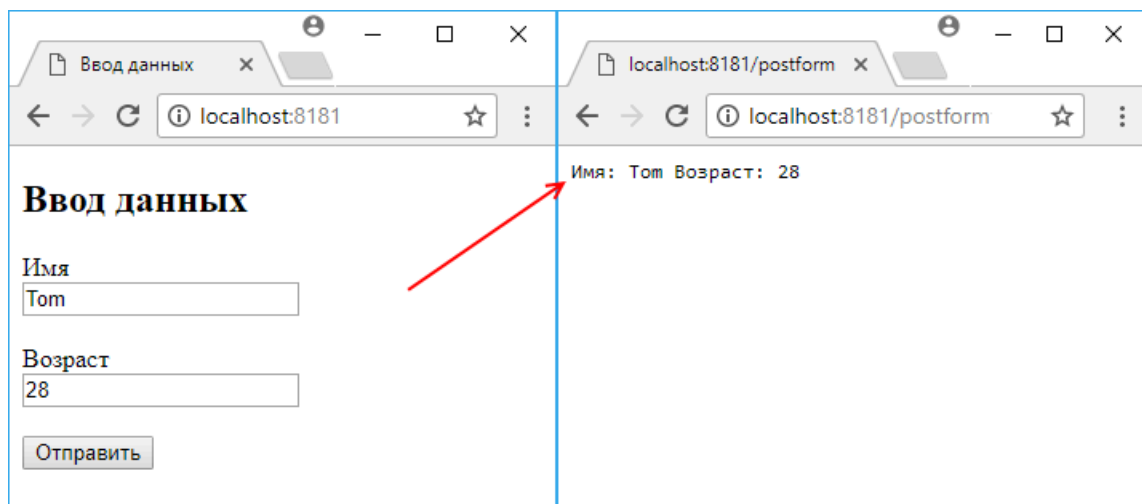 Ввод данных
localhost:8181
Ввод данных
Имя
Tom
Возраст
28
Отправить
localhost:8181/postform
localhost:8181/postform
Имя: Tom Возраст: 28